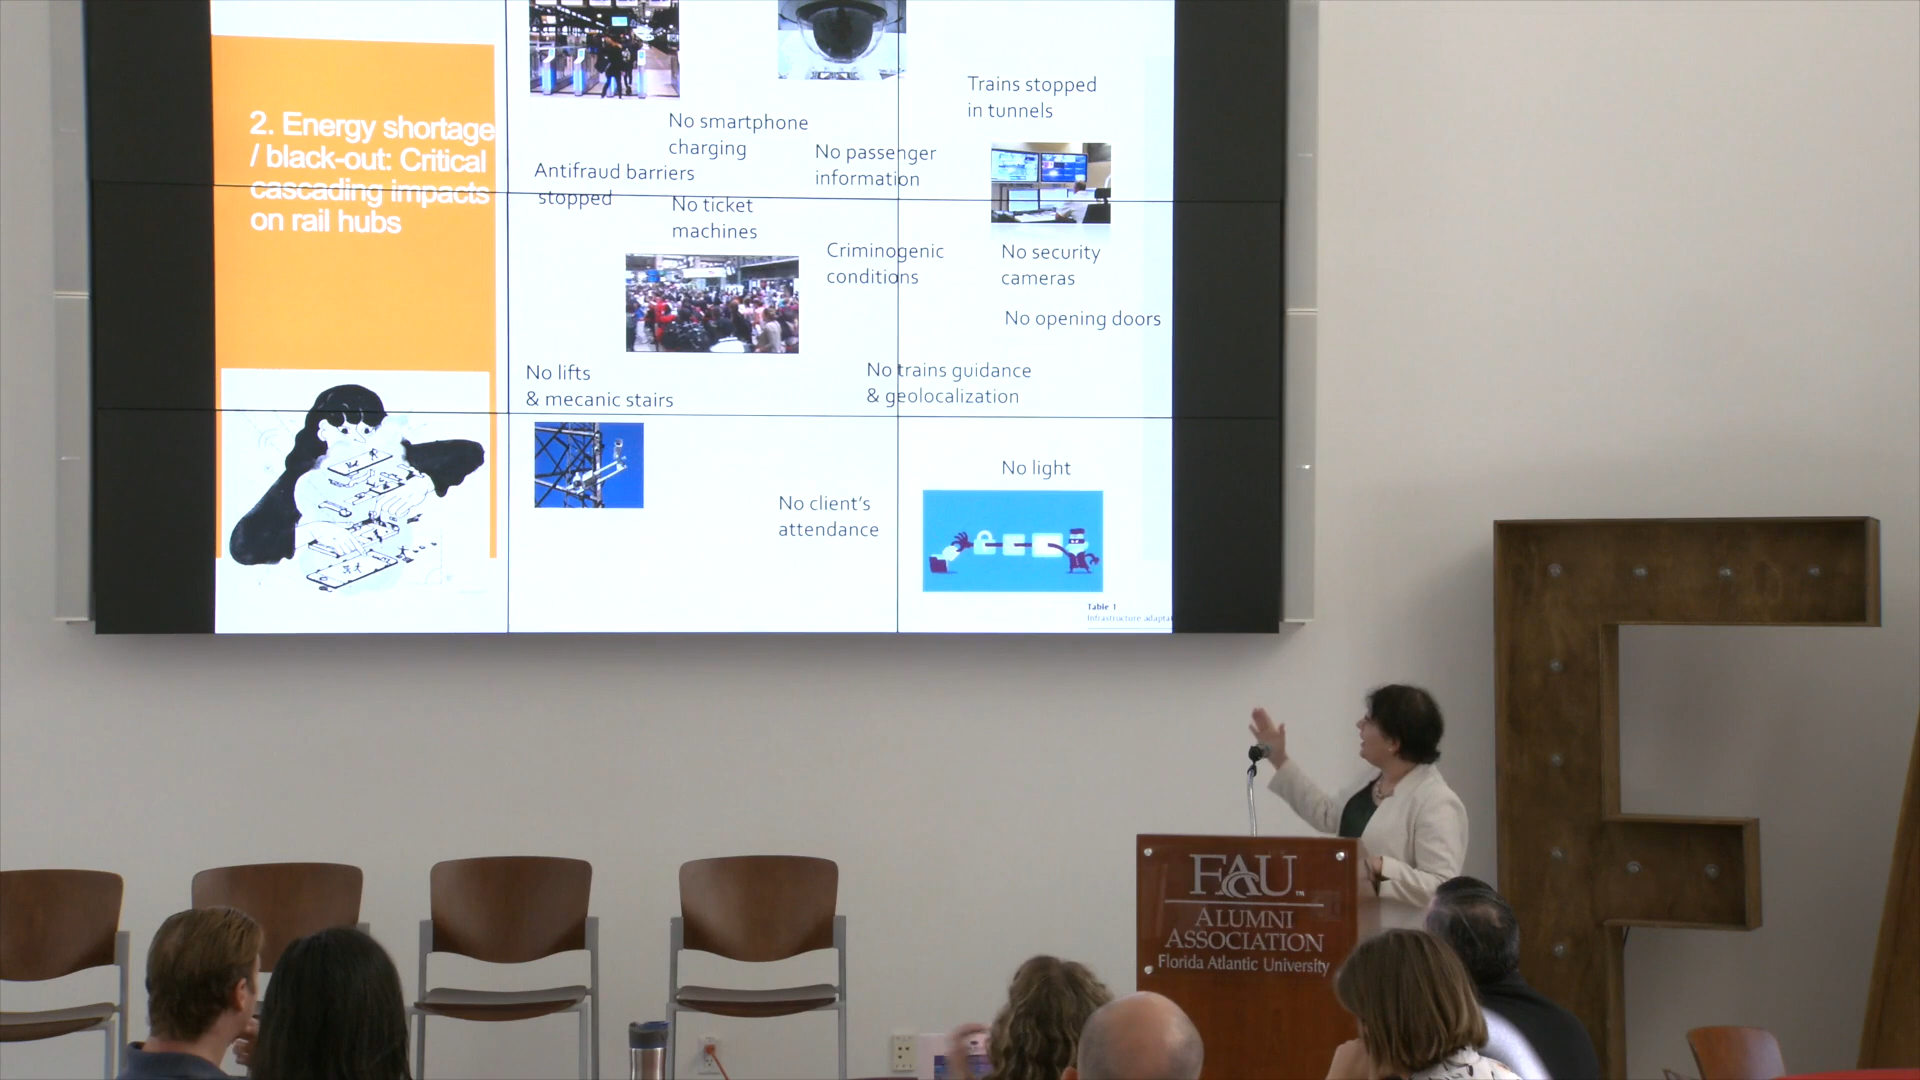 2. Energy shortage
/ black-out: Critical
cascading impacts
on rail hubs
Trains stopped
in tunnels
No smartphone
charging
No passenger
information
Antifraud barriers
stopped
No ticket
machines
Criminogenic
conditions
No security
cameras
No opening doors
No lifts
& mecanic stairs
No trains guidance
& geolocalization
No light
No client's
attendance
Table 1
FAU
ALUMNI
ASSOCIATION
Florida Atlantic University
F